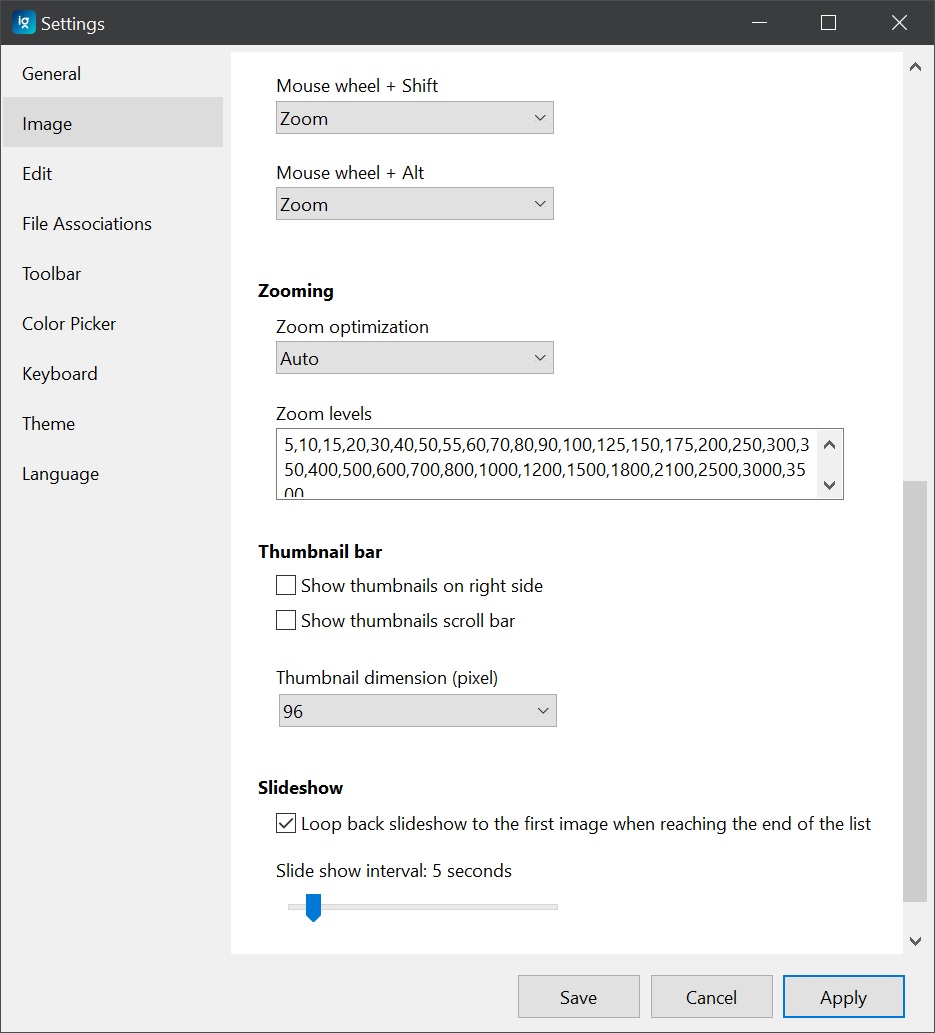 ig
Settings
General
Image
Edit
File Associations
Toolbar
Color Picker
Keyboard
Theme
Language
Mouse wheel + Shift
Zoom
Mouse wheel + Alt
Zoom
Zooming
Zoom optimization
Auto
Zoom levels
5,10,15,20,30,40,50,55,60,70,80,90,100,125,150,175,200,250,300,3
50,400,500,600,700,800,1000,1200,1500,1800,2100,2500,3000,35
00
Thumbnail bar
Show thumbnails on right side
Show thumbnails scroll bar
Thumbnail dimension (pixel)
96
Slideshow
Loop back slideshow to the first image when reaching the end of the list
Slide show interval: 5 seconds
Save
Cancel
Apply